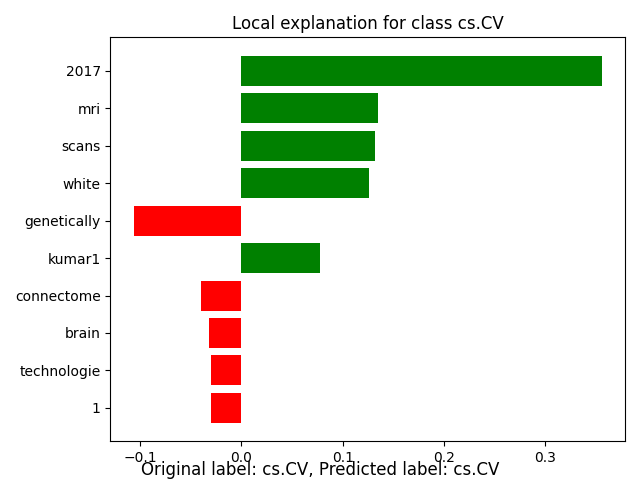 Local explanation for class cs.CV
2017
mri
scans
white
genetically
kumar1
connectome
brain
technologie
1
−0.1 0.0 0.1 0.2 0.3
Original label: cs.CV, Predicted label: cs.CV